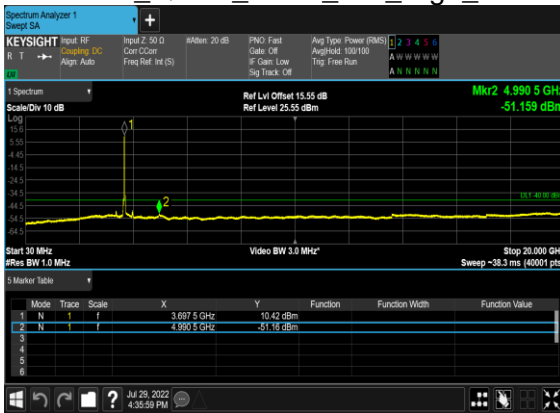 Spectrum Analyzer 1
Swept SA
+
KEYSIGHT Input: RF Input Z: 50 Ω #Atten: 20 dB PNO: Fast Avg Type: Power (RMS) 1 2 3 4 5 6
R T Coupling: DC Corr CCorr Gate: Off Avg|Hold: 100/100 A W W W W W
Align: Auto Freq Ref: Int (S) IF Gain: Low Trig: Free Run
Sig Track: Off A N N N N N
1 Spectrum Ref Lvl Offset 15.55 dB Mkr2 4.990 5 GHz
Scale/Div 10 dB Ref Level 25.55 dBm -51.159 dBm
Log
15.6
5.55
-4.45
-14.5
-24.5
-34.5
-44.5
-54.5
-64.5
1
2
Start 30 MHz Video BW 3.0 MHz* Stop 20.000 GH
#Res BW 1.0 MHz Sweep ~38.3 ms (40001 pts
5 Marker Table
Mode Trace Scale X Y Function Function Width Function Value
1 N 1 f 3.697 5 GHz 10.42 dBm
2 N 1 f 4.990 5 GHz -51.16 dBm
3
4
5
6
? Jul 29, 2022
4:35:59 PM